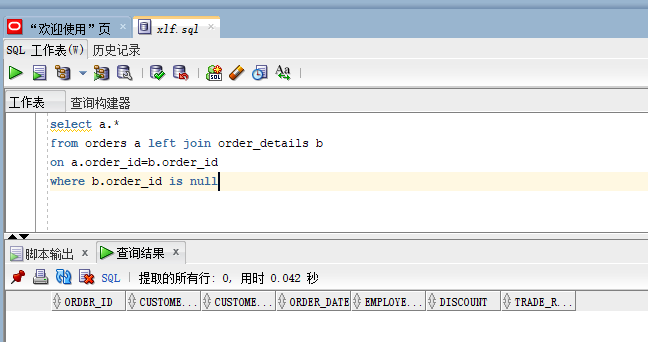 “欢迎使用”页
xlf.sql
SQL 工作表(W) 历史记录
SQL
Aa
工作表 查询构建器
select a.*
from orders a left join order_details b
on a.order_id=b.order_id
where b.order_id is null
脚本输出 x 查询结果 x
SQL | 提取的所有行: 0, 用时 0.042 秒
ORDER_ID CUSTOME... CUSTOME... ORDER_DATE EMPLOYE... DISCOUNT TRADE_R...